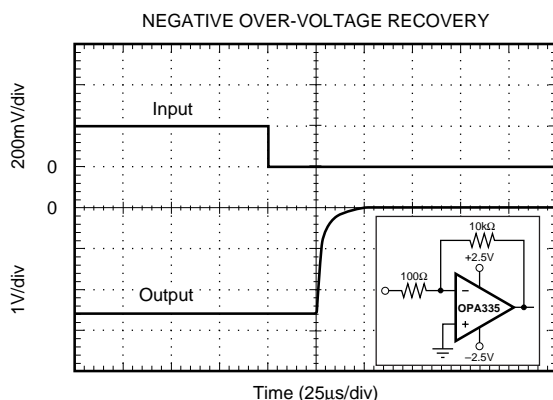 NEGATIVE OVER-VOLTAGE RECOVERY
200mV/div
Input
0
0
1V/div
Output
10kΩ
+2.5V
100Ω
−
OPA335
+
−2.5V
Time (25µs/div)